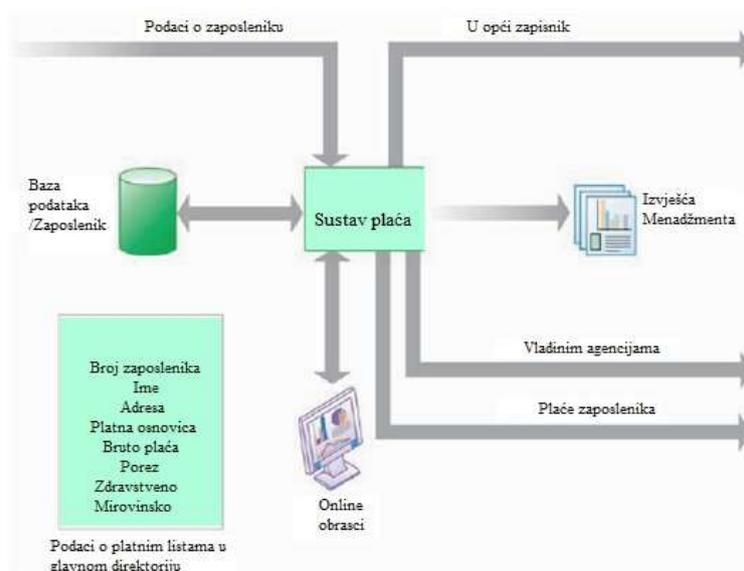 Podaci o zaposleniku
U opći zapisnik
Baza
podataka
/Zaposlenik
Sustav plaća
Izvješća
Menadžmenta
Vladinim agencijama
Plaće zaposlenika
Broj zaposlenika
Ime
Adresa
Platna osnovica
Bruto plaća
Porez
Zdravstveno
Mirovinsko
Online
obrasci
Podaci o platnim listama u
glavnom direktoriju